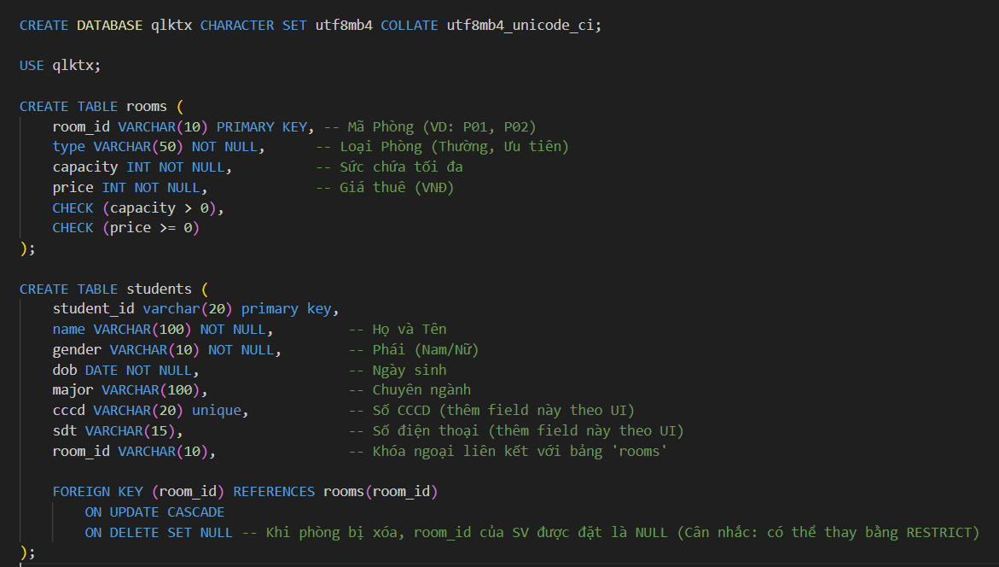 CREATE DATABASE qlktx CHARACTER SET utf8mb4 COLLATE utf8mb4_unicode_ci;
USE qlktx;
CREATE TABLE rooms (
room_id VARCHAR(10) PRIMARY KEY, -- Mã Phòng (VD: P01, P02)
type VARCHAR(50) NOT NULL, -- Loại Phòng (Thường, Ưu tiên)
capacity INT NOT NULL, -- Sức chứa tối đa
price INT NOT NULL, -- Giá thuê (VNĐ)
CHECK (capacity > 0),
CHECK (price >= 0)
);
CREATE TABLE students (
student_id varchar(20) primary key,
name VARCHAR(100) NOT NULL, -- Họ và Tên
gender VARCHAR(10) NOT NULL, -- Phái (Nam/Nữ)
dob DATE NOT NULL, -- Ngày sinh
major VARCHAR(100), -- Chuyên ngành
cccd VARCHAR(20) unique, -- Số CCCD (thêm field này theo UI)
sdt VARCHAR(15), -- Số điện thoại (thêm field này theo UI)
room_id VARCHAR(10), -- Khóa ngoại liên kết với bảng 'rooms'
FOREIGN KEY (room_id) REFERENCES rooms(room_id)
ON UPDATE CASCADE
ON DELETE SET NULL -- Khi phòng bị xóa, room_id của SV được đặt là NULL (Cân nhắc: có thể thay bằng RESTRICT)
);